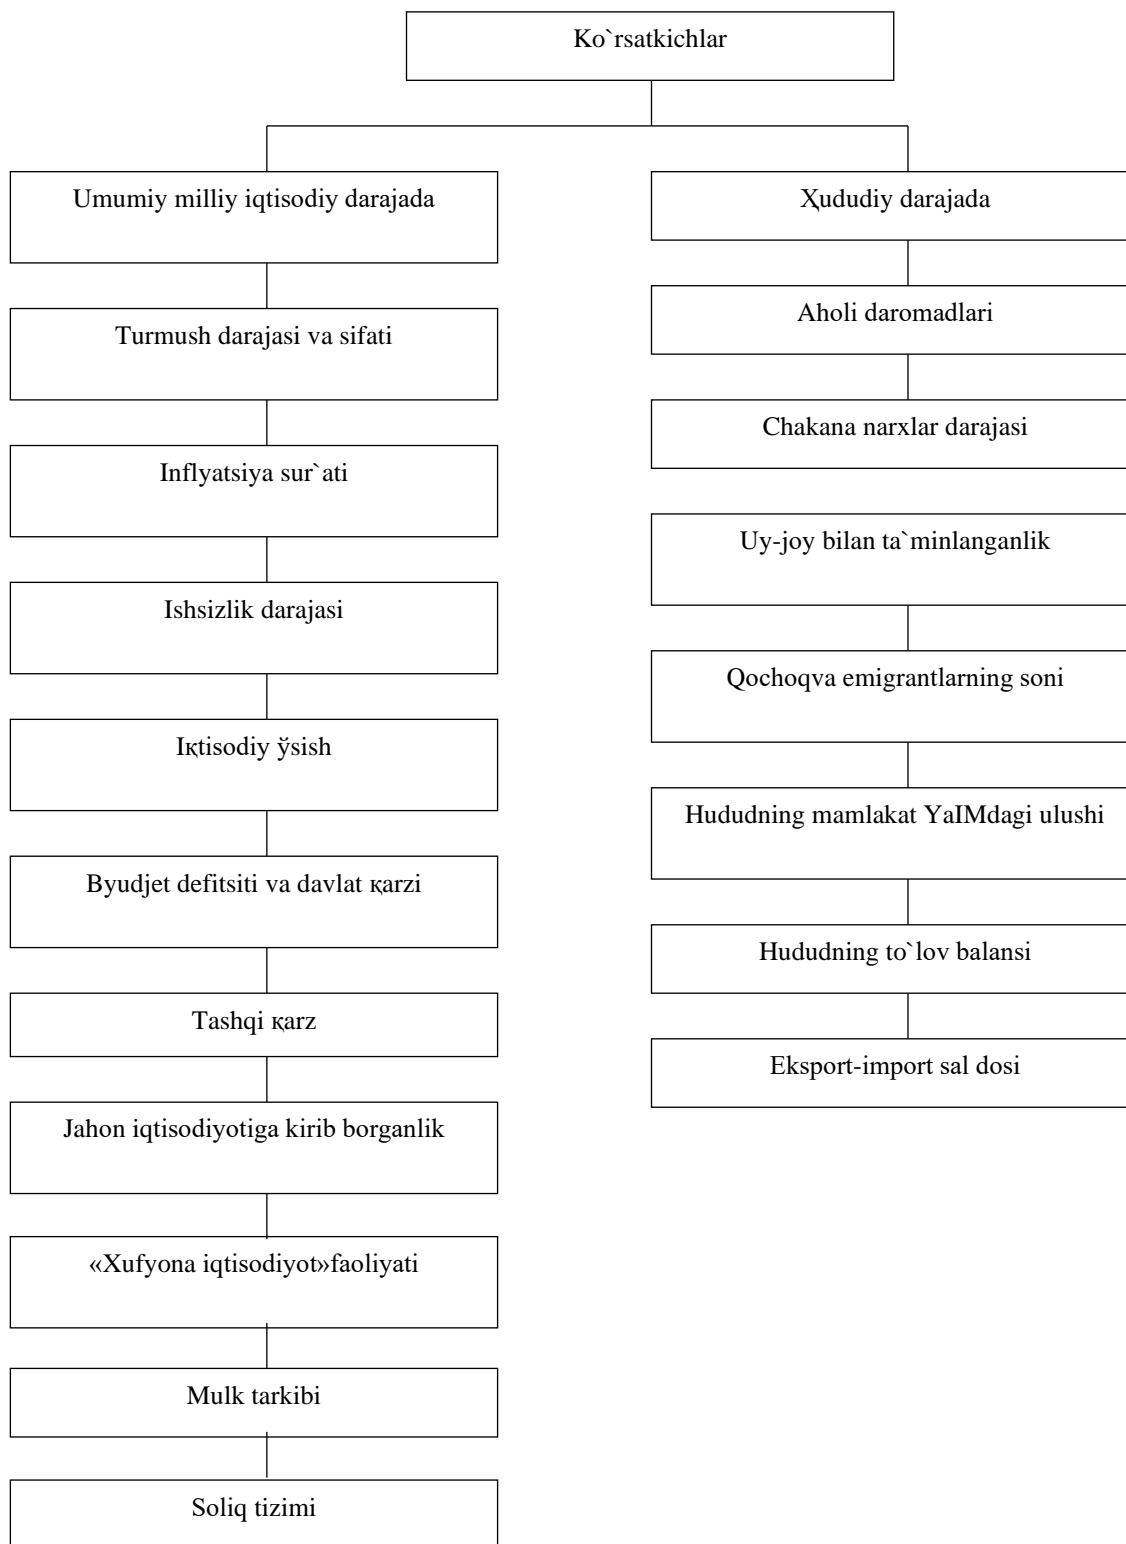 Ko`rsatkichlar
Umumiy milliy iqtisodiy darajada
Turmush darajasi va sifati
Inflyatsiya sur`ati
Ishsizlik darajasi
Iқtisodiy ўsish
Byudjet defitsiti va davlat қarzi
Tashqi қarz
Jahon iqtisodiyotiga kirib borganlik
«Xufyona iqtisodiyot»faoliyati
Mulk tarkibi
Soliq tizimi
Ҳududiy darajada
Aholi daromadlari
Chakana narxlar darajasi
Uy-joy bilan ta`minlanganlik
Qochoqva emigrantlarning soni
Hududning mamlakat YaIMdagi ulushi
Hududning to`lov balansi
Eksport-import sal dosi